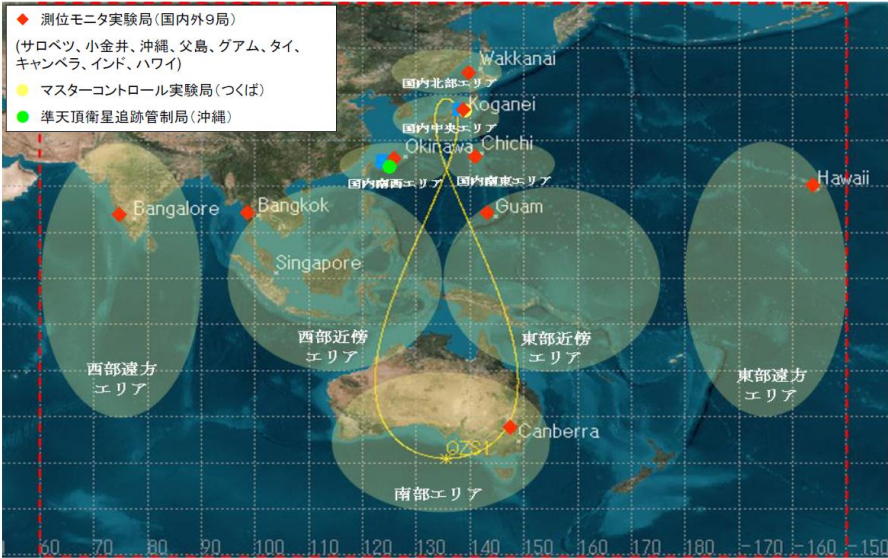 測位モニタ実験局(国内外9局)
(サロベツ、小金井、沖縄、父島、グアム、タイ、
キャンベラ、インド、ハワイ)
マスターコントロール実験局(つくば)
準天頂衛星追跡管制局(沖縄)
Wakkanai
国内北部エリア
Koganei
国内中央エリア
Okinawa
Chichi
国内南西エリア
国内南東エリア
Hawaii
Bangalore
Bangkok
Guam
Singapore
西部近傍
エリア
東部近傍
エリア
西部遠方
エリア
東部遠方
エリア
Canberra
QZS1
南部エリア
60 70 80 90 100 110 120 130 140 150 160 170 180 -170 -160 -150